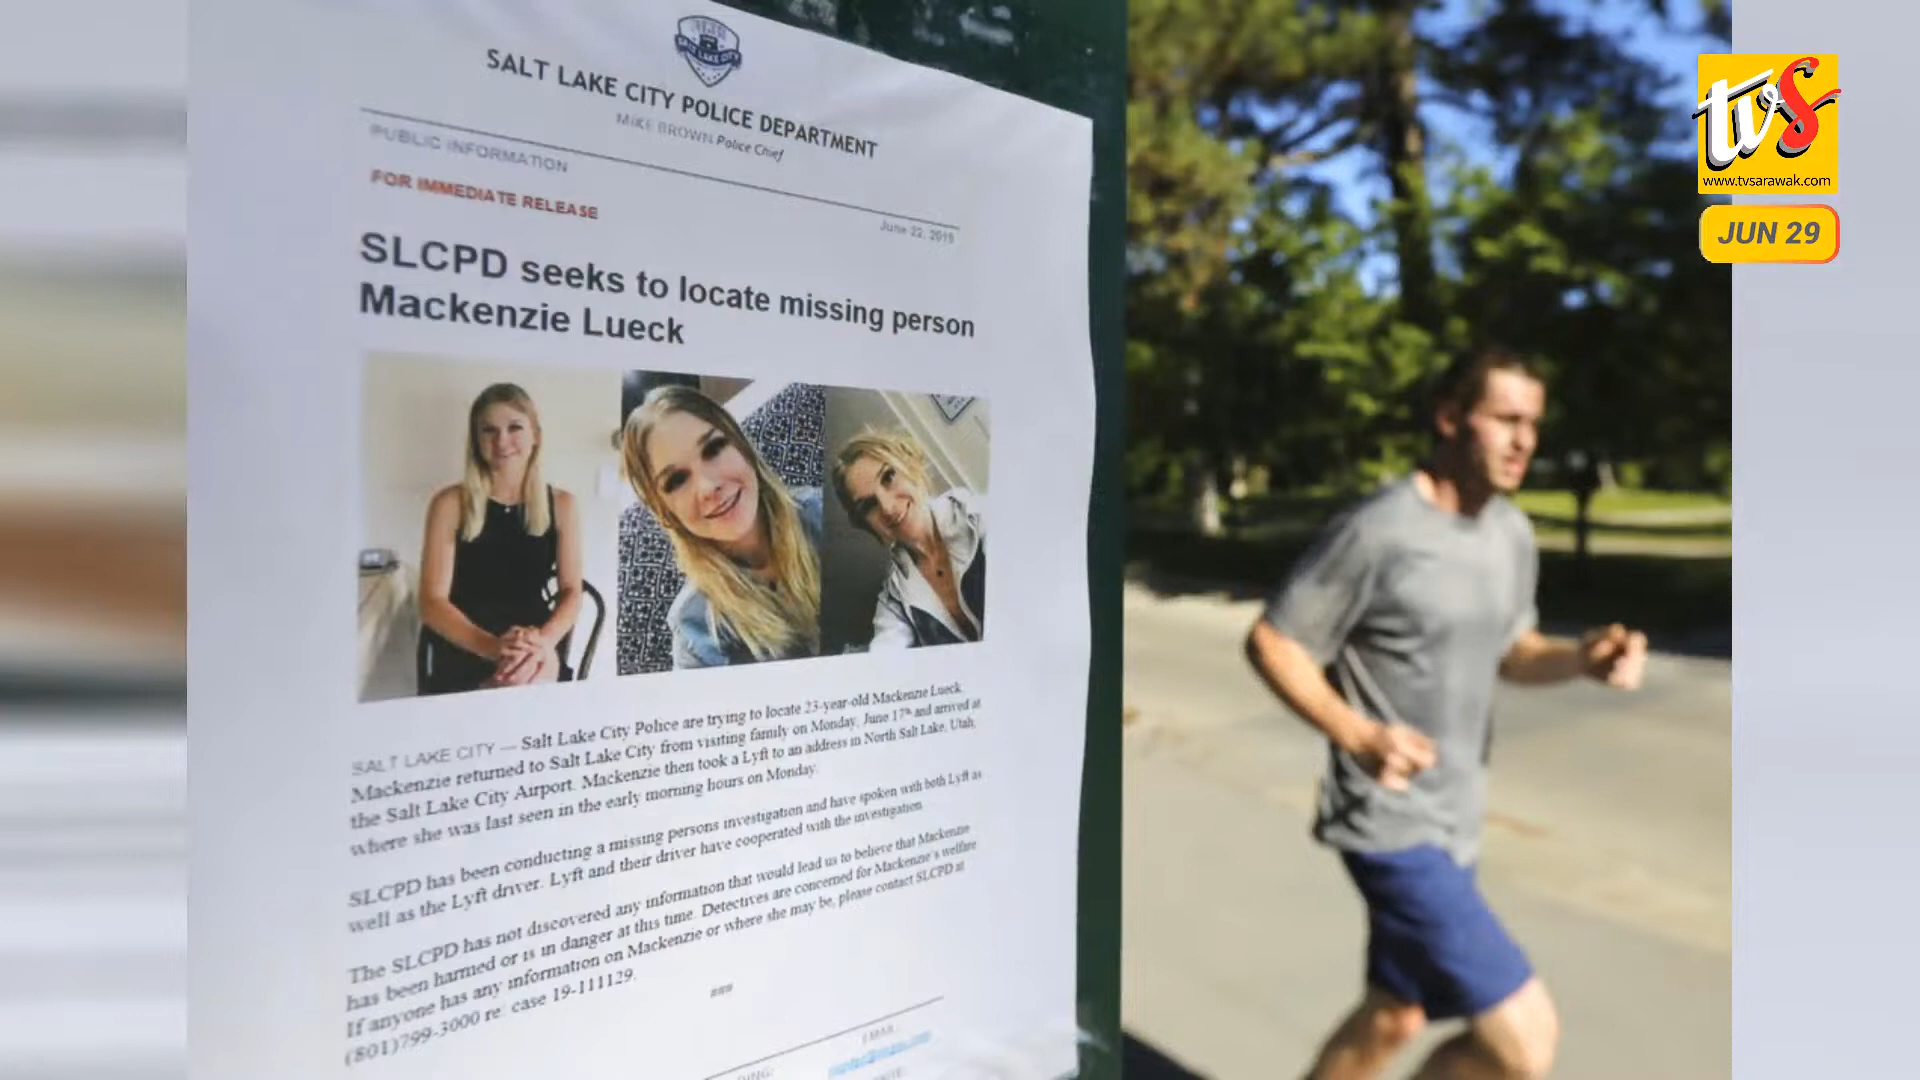 SALT LAKE CITY
SALT LAKE CITY POLICE DEPARTMENT
MIKE BROWN Police Chief
PUBLIC INFORMATION
FOR IMMEDIATE RELEASE
June 22, 2019
SLCPD seeks to locate missing person
Mackenzie Lueck
SALT LAKE CITY — Salt Lake City Police are trying to locate 23-year-old Mackenzie Lueck.
Mackenzie returned to Salt Lake City from visiting family on Monday, June 17th and arrived at
the Salt Lake City Airport. Mackenzie then took a Lyft to an address in North Salt Lake, Utah,
where she was last seen in the early morning hours on Monday.
SLCPD has been conducting a missing persons investigation and have spoken with both Lyft as
well as the Lyft driver. Lyft and their driver have cooperated with the investigation.
The SLCPD has not discovered any information that would lead us to believe that Mackenzie
has been harmed or is in danger at this time. Detectives are concerned for Mackenzie's welfare
If anyone has any information on Mackenzie or where she may be, please contact SLCPD at
(801)799-3000 re: case 19-111129.
###
EMAIL:
tvS
www.tvsarawak.com
JUN 29